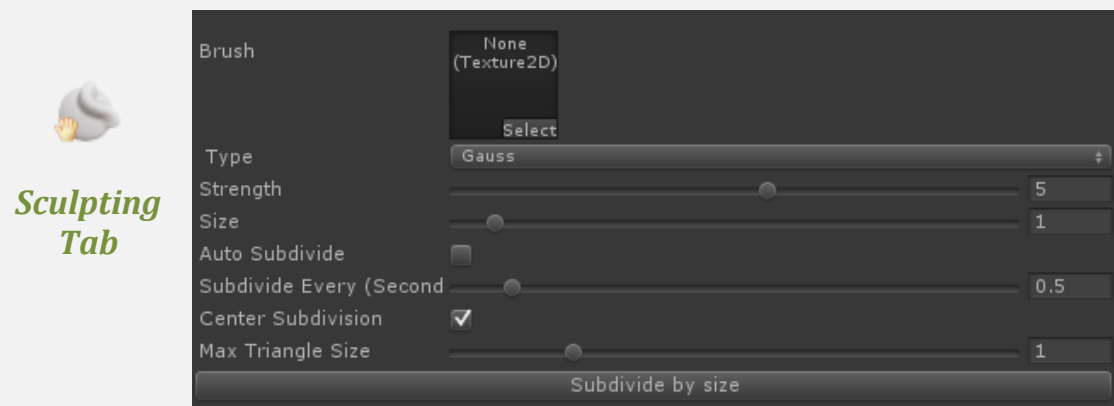 Sculpting
Tab
Brush
None
(Texture2D)
Select
Type
Gauss
Strength
5
Size
1
Auto Subdivide
Subdivide Every (Second
0.5
Center Subdivision
Max Triangle Size
1
Subdivide by size